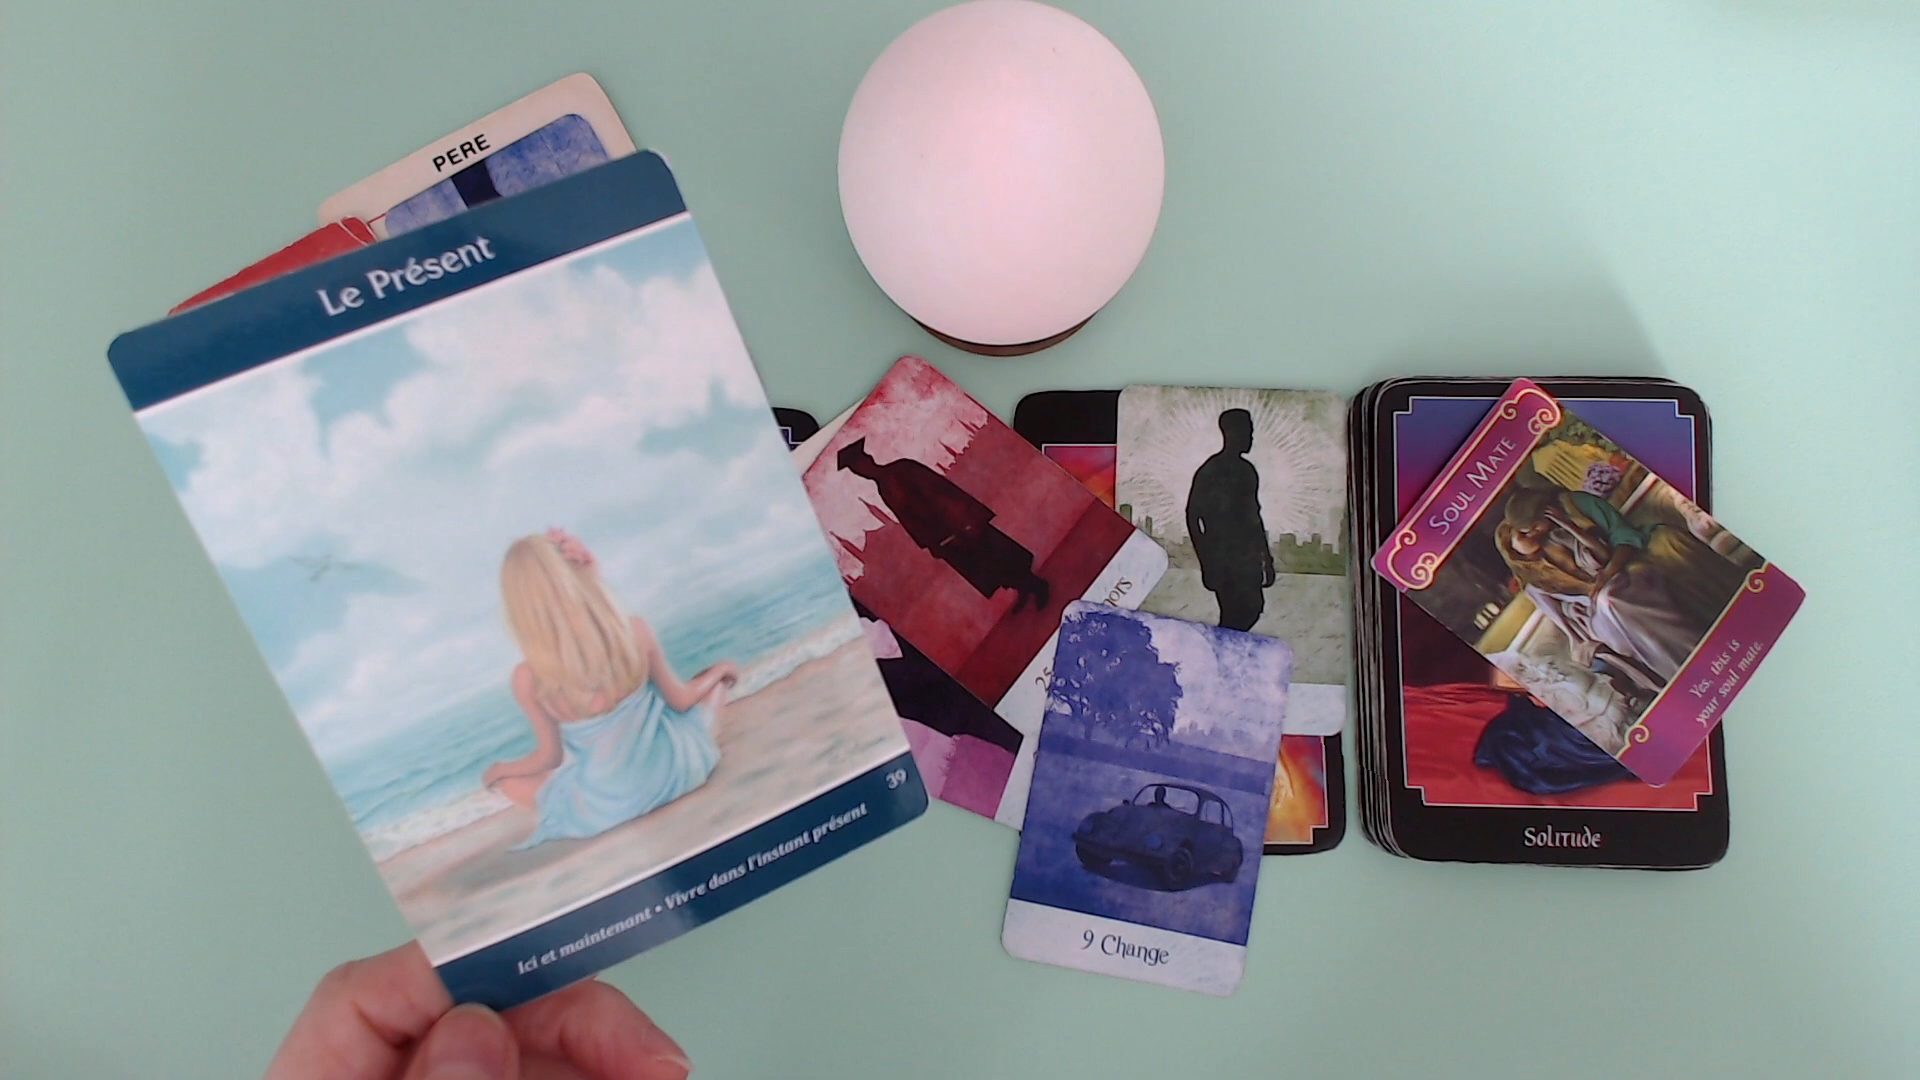 PERE
Le Présent
39
Ici et maintenant • Vivre dans l'instant présent
25
9 Change
SOUL MATE
Yes, this is
your soul mate.
Solitude